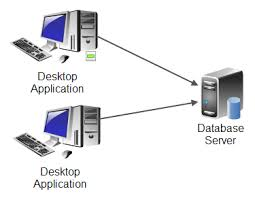 Desktop
Application
Database
Server
Desktop
Application